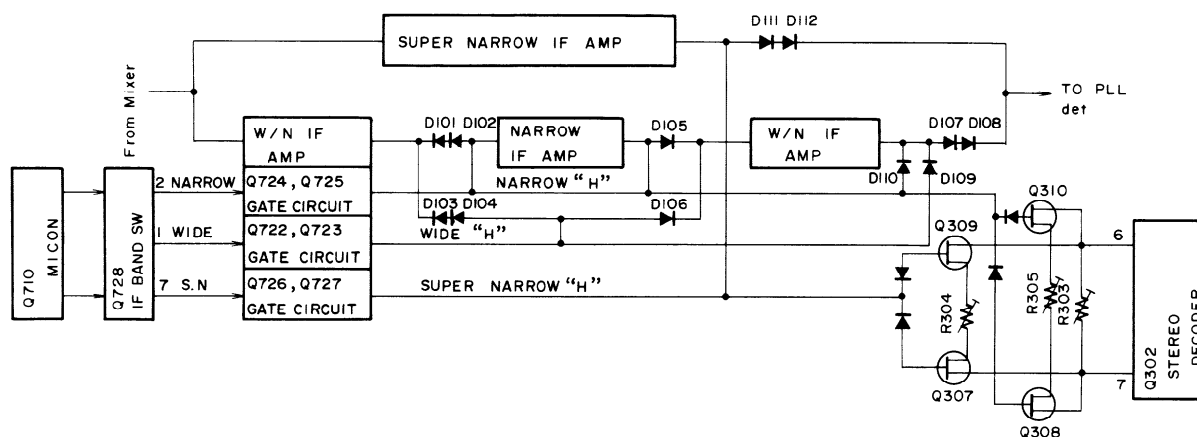 D111 D112
SUPER NARROW IF AMP
From Mixer
TO PLL
det
W/N IF
AMP
D101 D102
NARROW
IF AMP
D105
W/N IF
AMP
D107 D108
D110
D109
2 NARROW
Q724, Q725
GATE CIRCUIT
NARROW "H"
D103 D104
D106
WIDE "H"
1 WIDE
Q722, Q723
GATE CIRCUIT
7 S.N
Q726, Q727
GATE CIRCUIT
SUPER NARROW "H"
Q710
MICON
Q728
IF BAND SW
Q310
Q309
6
R304
R305
R303
7
Q307
Q308
Q302
STEREO
DECODER